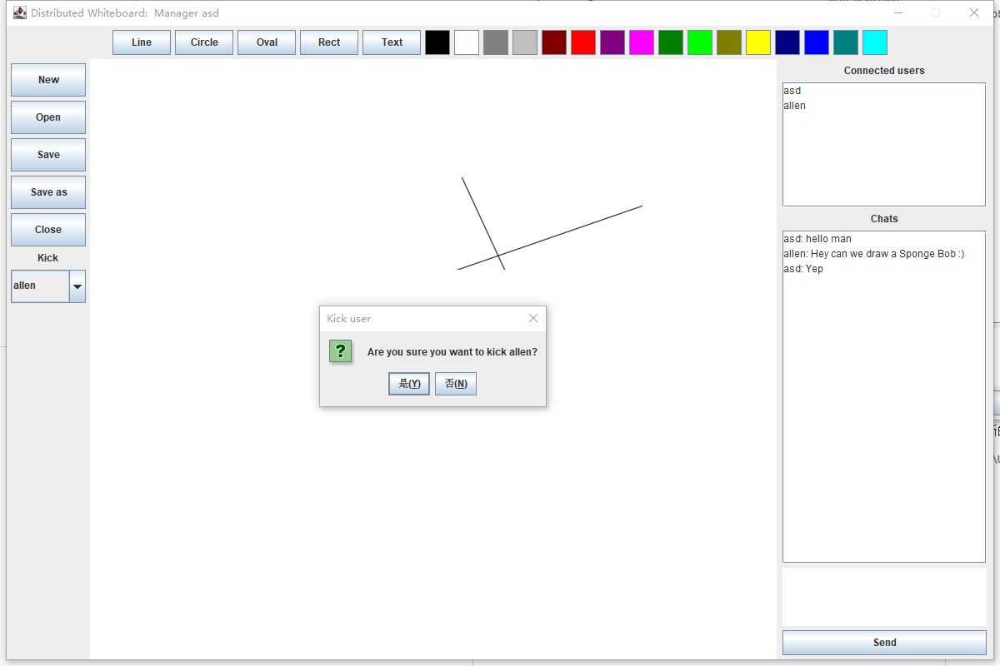 Distributed Whiteboard: Manager asd
Line Circle Oval Rect Text
New
Open
Save
Save as
Close
Kick
allen
Kick user
Are you sure you want to kick allen?
是(Y) 否(N)
Connected users
asd
allen
Chats
asd: hello man
allen: Hey can we draw a Sponge Bob :)
asd: Yep
Send